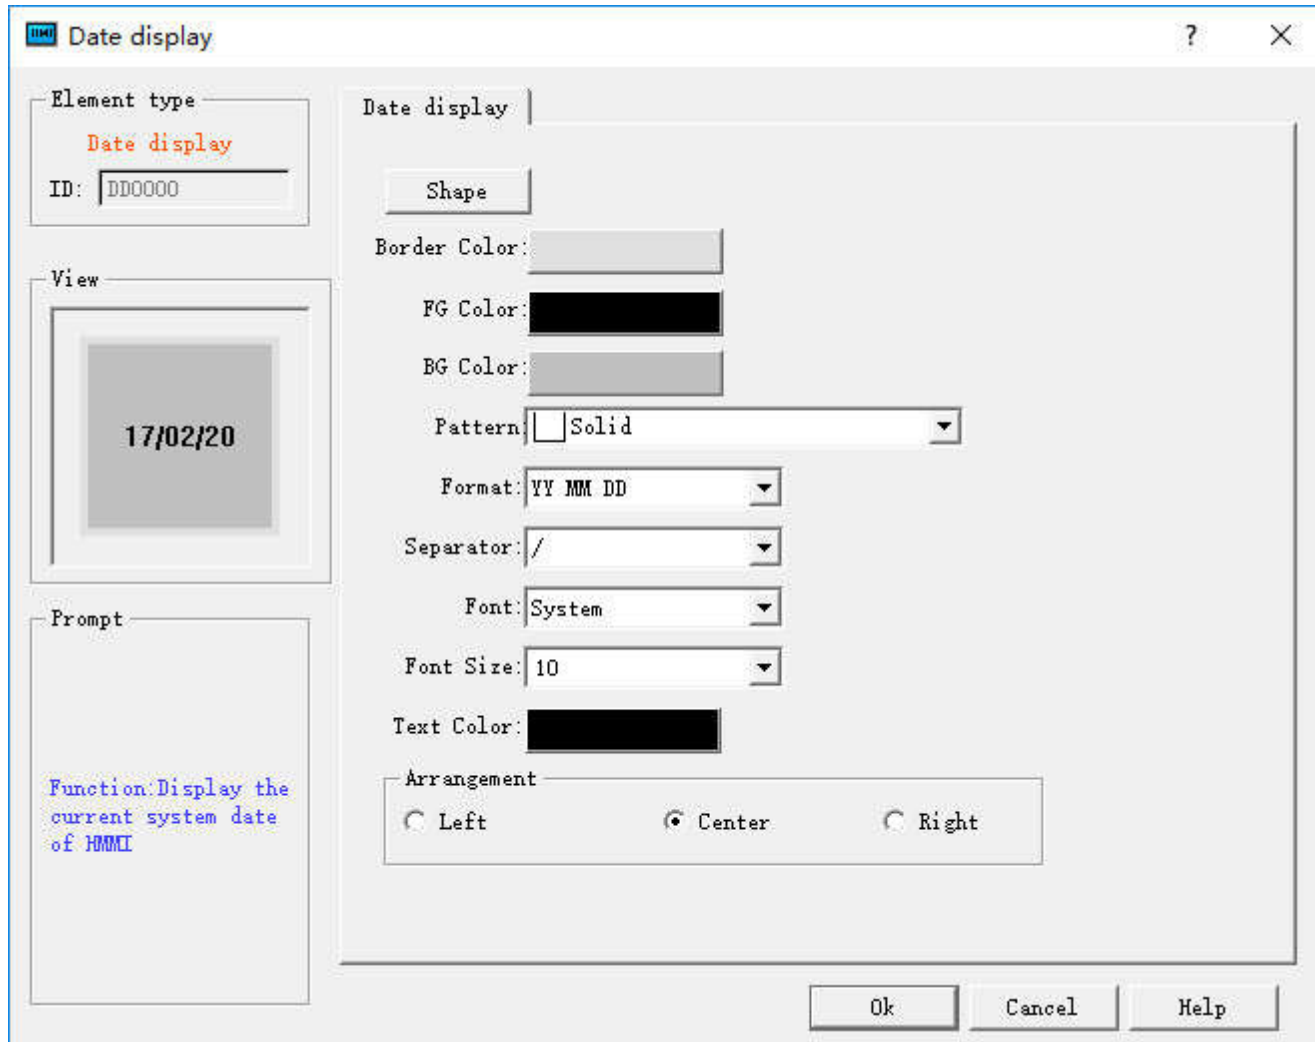 Date display
?
Element type
Date display
ID: DD0000
View
17/02/20
Prompt
Function:Display the
current system date
of HMMI
Date display
Shape
Border Color:
FG Color:
BG Color:
Pattern Solid
Format: YY MM DD
Separator: /
Font: System
Font Size: 10
Text Color:
Arrangement
Left Center Right
Ok Cancel Help